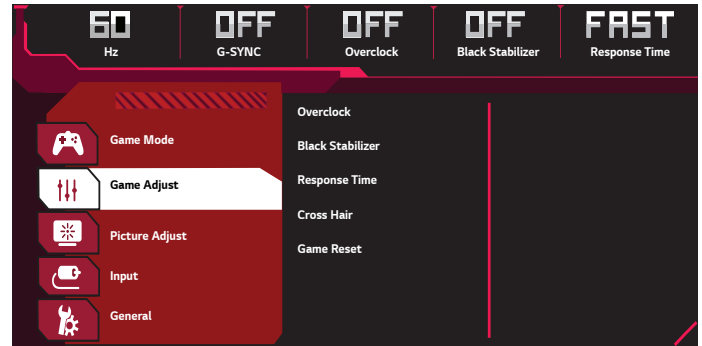 60 OFF OFF OFF FAST
Hz G-SYNC Overclock Black Stabilizer Response Time
Game Mode
Game Adjust
Picture Adjust
Input
General
Overclock
Black Stabilizer
Response Time
Cross Hair
Game Reset